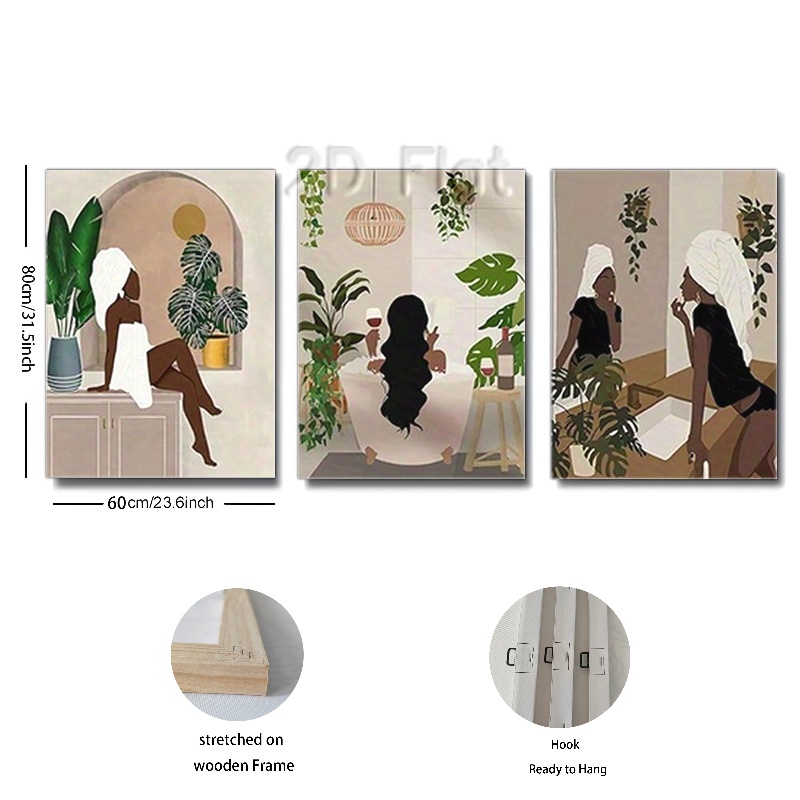 2D Flat
80cm/31.5inch
60cm/23.6inch
stretched on
wooden Frame
Hook
Ready to Hang